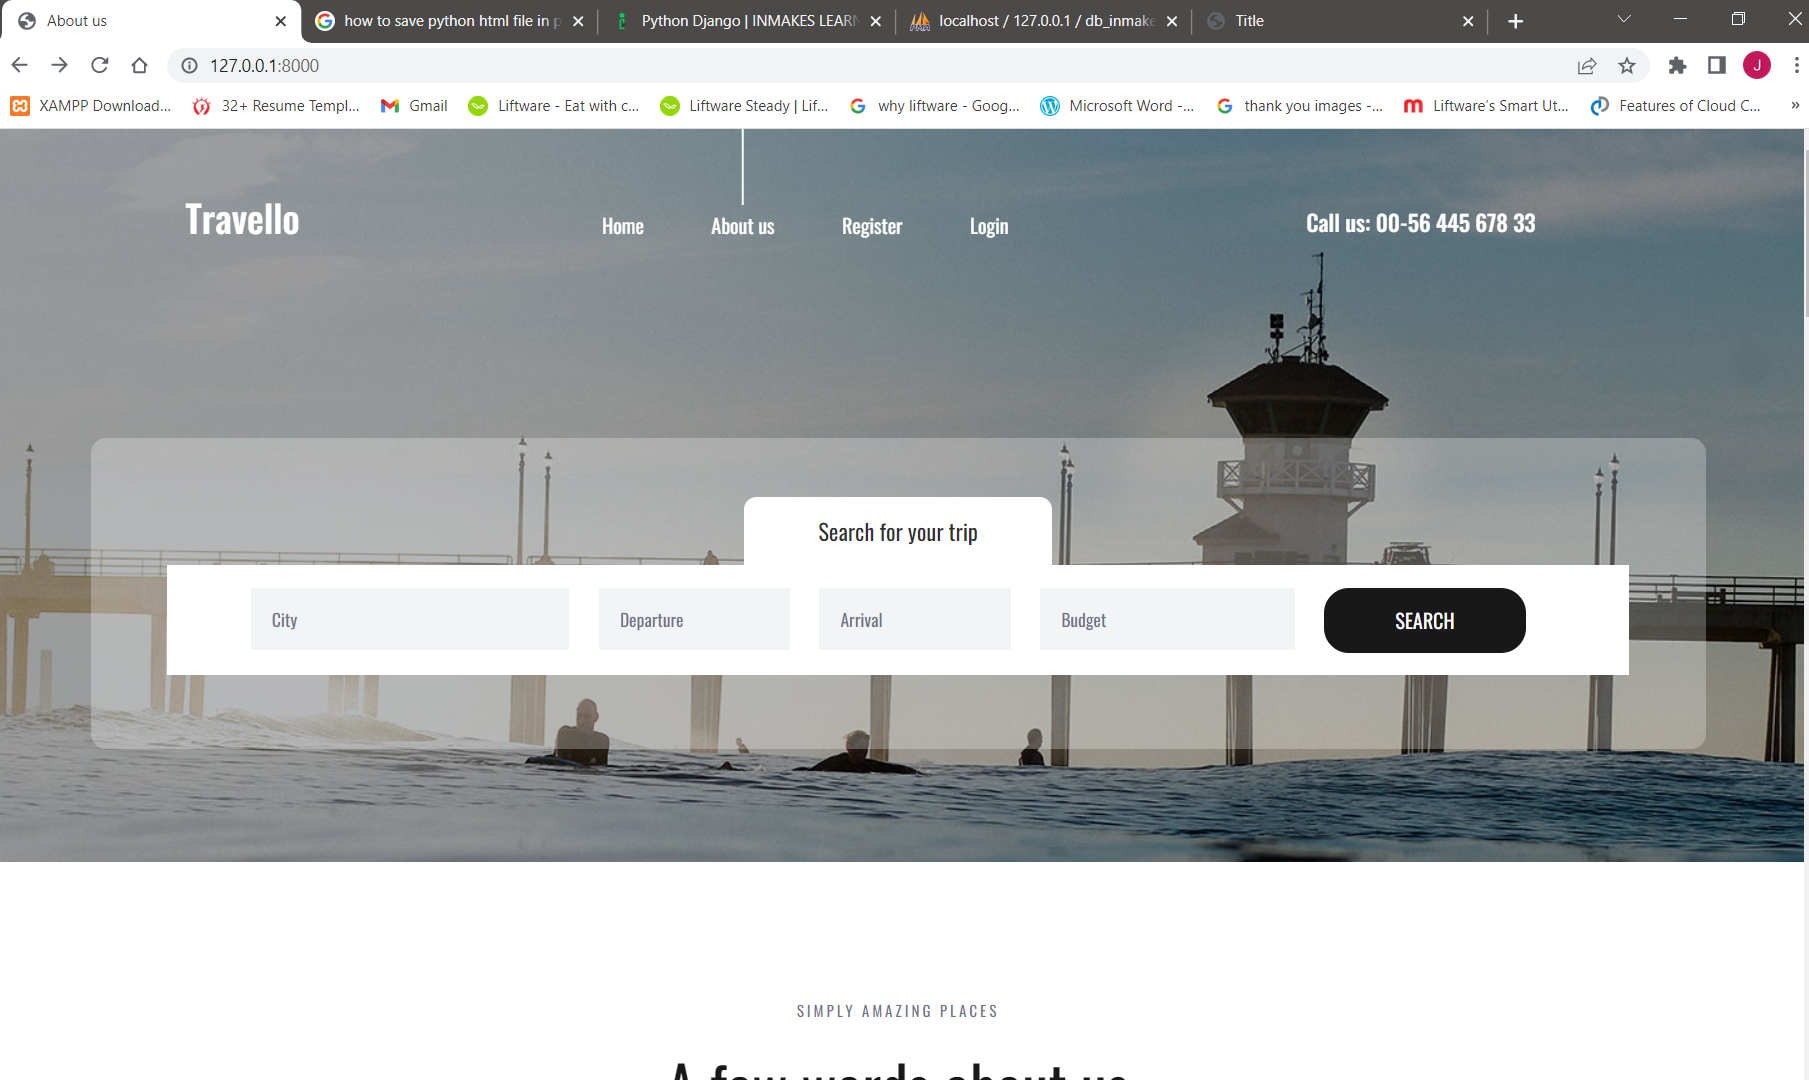 About us
how to save python html file in p
Python Django | INMAKES LEARN
localhost / 127.0.0.1 / db_inmake
Title
127.0.0.1:8000
J
XAMPP Download...
32+ Resume Templ...
Gmail
Liftware - Eat with c...
Liftware Steady | Lif...
why liftware - Goog...
Microsoft Word -...
thank you images -...
Liftware's Smart Ut...
Features of Cloud C...
»
Travello
Home
About us
Register
Login
Call us: 00-56 445 678 33
Search for your trip
City
Departure
Arrival
Budget
SEARCH
SIMPLY AMAZING PLACES
A few words about us